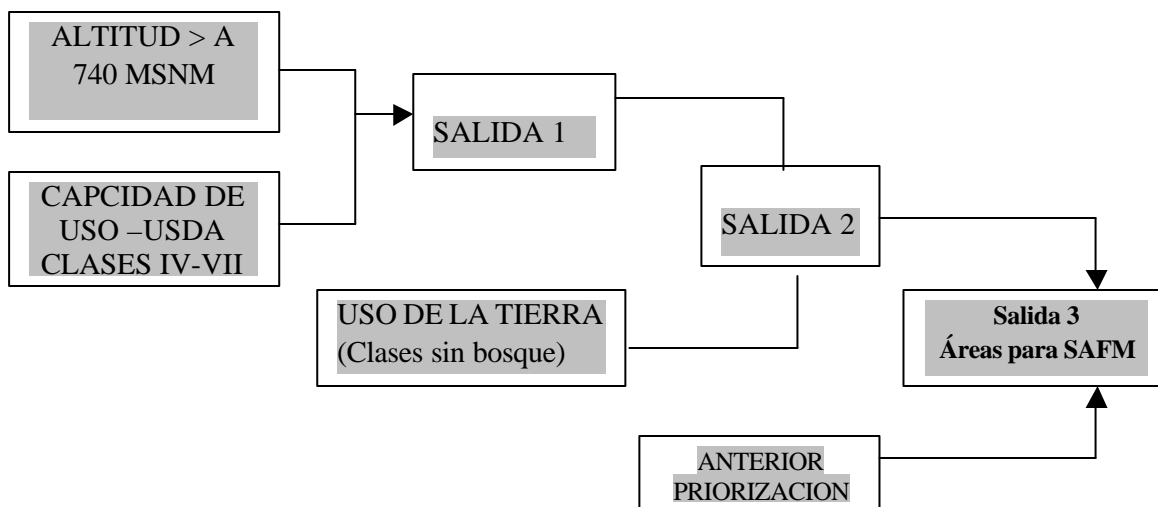 ALTITUD > A
740 MSNM
SALIDA 1
CAPCIDAD DE
USO –USDA
CLASES IV-VII
SALIDA 2
USO DE LA TIERRA
(Clases sin bosque)
Salida 3
Áreas para SAFM
ANTERIOR
PRIORIZACION